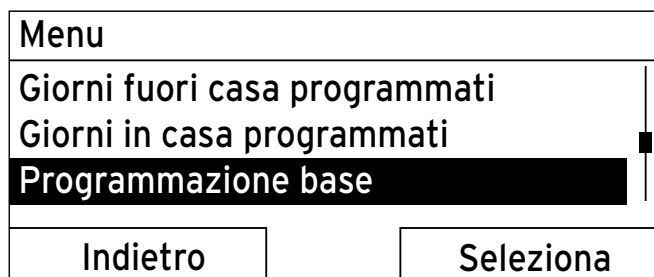 Menu
Giorni fuori casa programmati
Giorni in casa programmati
Programmazione base
Indietro Seleziona